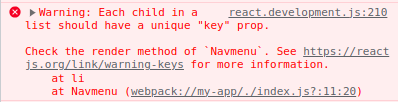 ▶Warning: Each child in a react.development.js:210
list should have a unique "key" prop.
Check the render method of `Navmenu`. See https://react
js.org/link/warning-keys for more information.
at li
at Navmenu (webpack://my-app/./index.js?:11:20)